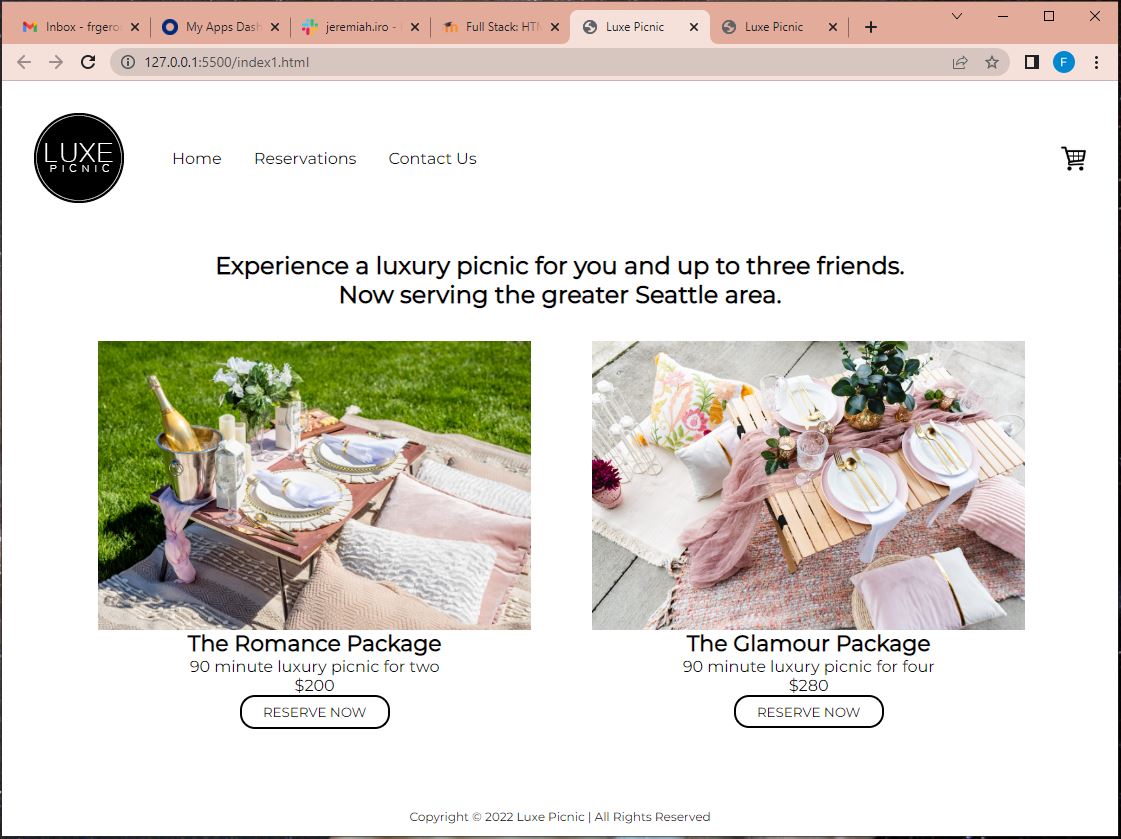 Inbox - frgero
My Apps Dash
jeremiah.iro -
Full Stack: HTM
Luxe Picnic
Luxe Picnic
127.0.0.1:5500/index1.html
F
LUXE
PICNIC
Home
Reservations
Contact Us
Experience a luxury picnic for you and up to three friends.
Now serving the greater Seattle area.
The Romance Package
90 minute luxury picnic for two
$200
RESERVE NOW
The Glamour Package
90 minute luxury picnic for four
$280
RESERVE NOW
Copyright © 2022 Luxe Picnic | All Rights Reserved